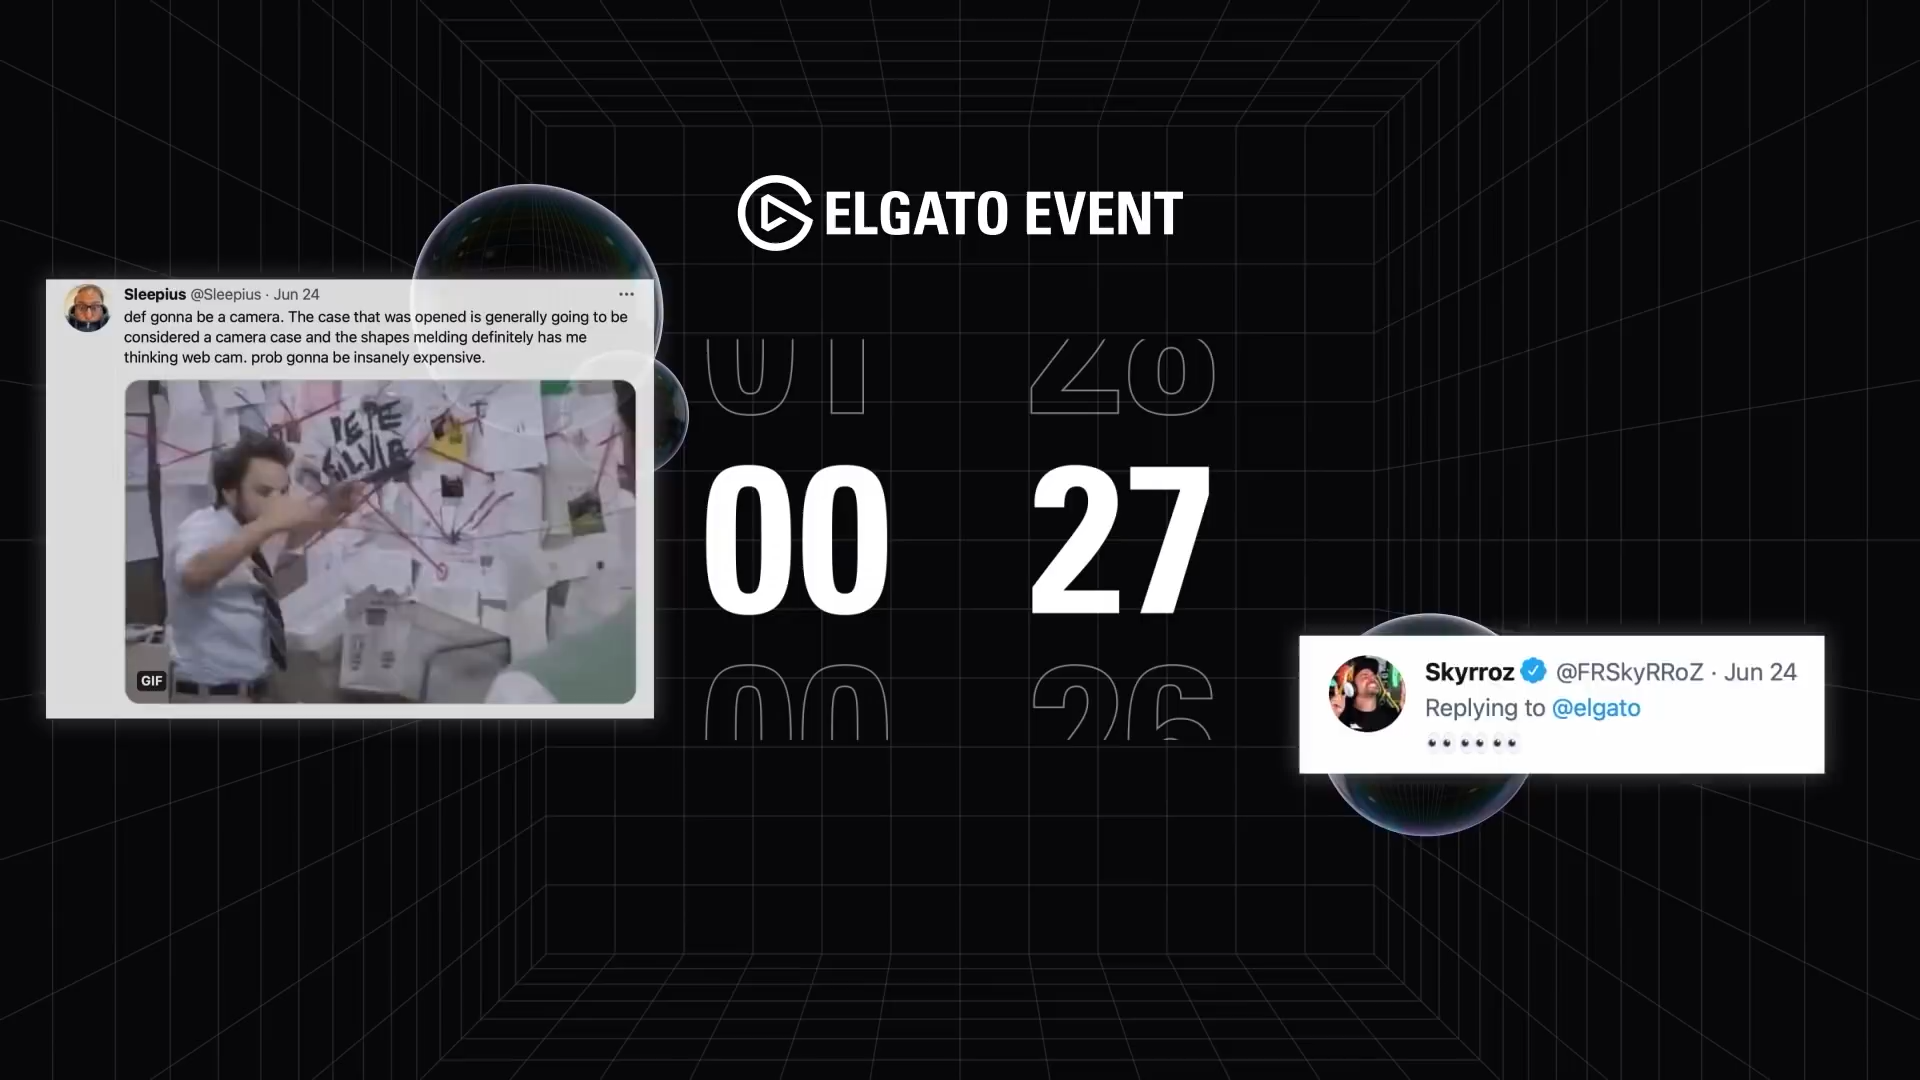 ELGATO EVENT
Sleepius @Sleepius · Jun 24
def gonna be a camera. The case that was opened is generally going to be
considered a camera case and the shapes melding definitely has me
thinking web cam. prob gonna be insanely expensive.
PEPE
SILVIA
GIF
01 28
00 27
00 26
Skyrroz @FRSkyRRoZ · Jun 24
Replying to @elgato
👀👀👀